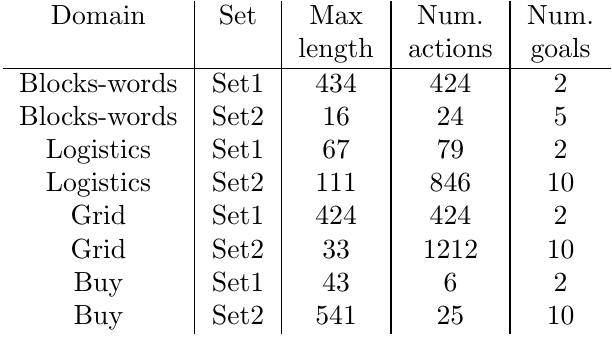 Domain Set Max length Num. actions Num. goals
Blocks-words Set1 434 424 2
Blocks-words Set2 16 24 5
Logistics Set1 67 79 2
Logistics Set2 111 846 10
Grid Set1 424 424 2
Grid Set2 33 1212 10
Buy Set1 43 6 2
Buy Set2 541 25 10